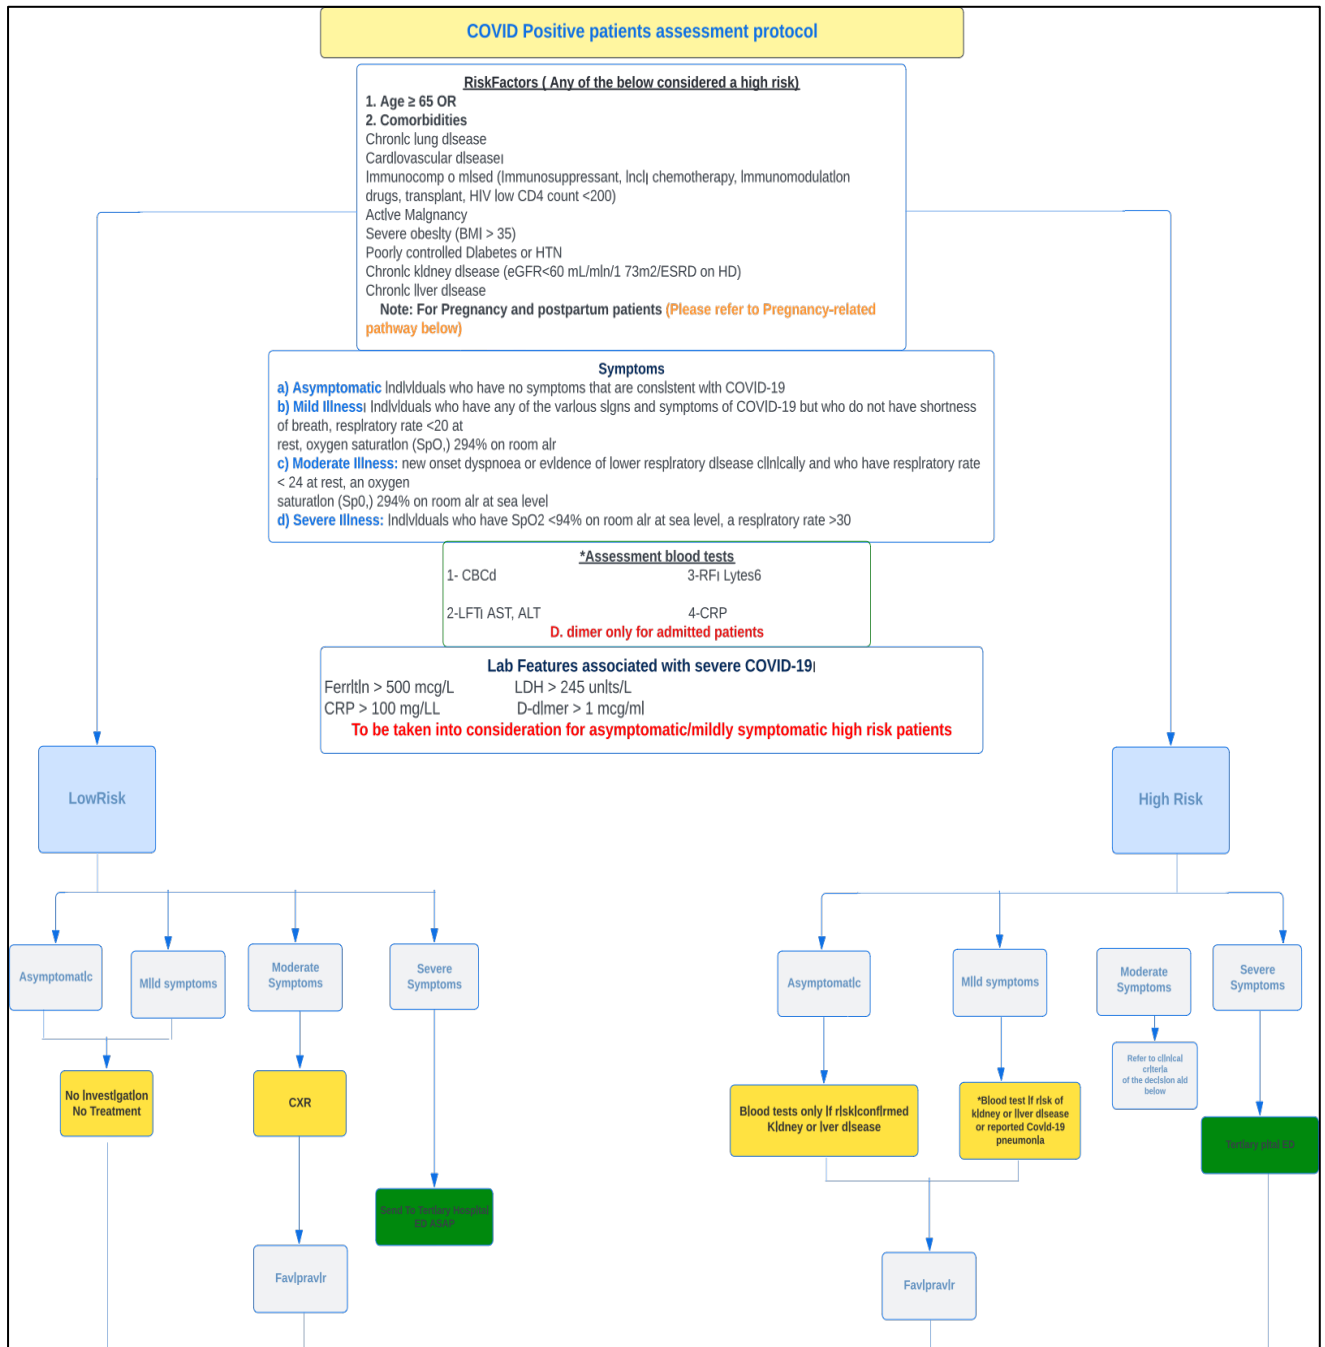 COVID Positive patients assessment protocol
RiskFactors ( Any of the below considered a high risk)
1. Age ≥ 65 OR
2. Comorbidities
Chronic lung disease
Cardiovascular disease
Immunocomp o mised (Immunosuppressant, incl chemotherapy, Immunomodulation
drugs, transplant, HIV low CD4 count <200)
Active Malgnancy
Severe obesity (BMI > 35)
Poorly controlled Diabetes or HTN
Chronic kidney disease (eGFR<60 mL/min/1 73m2/ESRD on HD)
Chronic liver disease
Note: For Pregnancy and postpartum patients (Please refer to Pregnancy-related
pathway below)
Symptoms
a) Asymptomatic Individuals who have no symptoms that are consistent with COVID-19
b) Mild Illness Individuals who have any of the various signs and symptoms of COVID-19 but who do not have shortness
of breath, respiratory rate <20 at
rest, oxygen saturation (SpO,) 294% on room air
c) Moderate Illness: new onset dyspnoea or evidence of lower respiratory disease clinically and who have respiratory rate
< 24 at rest, an oxygen
saturation (Sp0,) 294% on room air at sea level
d) Severe Illness: Individuals who have SpO2 <94% on room air at sea level, a respiratory rate >30
*Assessment blood tests
1- CBCd 3-RFı Lytes6
2-LFTı AST, ALT 4-CRP
D. dimer only for admitted patients
Lab Features associated with severe COVID-19
Ferritin > 500 mcg/L LDH > 245 units/L
CRP > 100 mg/LL D-dimer > 1 mcg/ml
To be taken into consideration for asymptomatic/mildly symptomatic high risk patients
LowRisk
High Risk
Asymptomatic
Mild symptoms
Moderate
Symptoms
Severe
Symptoms
Asymptomatic
Mild symptoms
Moderate
Symptoms
Severe
Symptoms
No Investigation
No Treatment
CXR
Send To Tertiary Hospital
ED ASAP
Favipravir
Blood tests only if risk|confirmed
Kidney or liver disease
*Blood test if risk of
kidney or liver disease
or reported Covid-19
pneumonia
Refer to clinical
criteria
of the decision aid
below
Tertiary pital ED
Favipravir